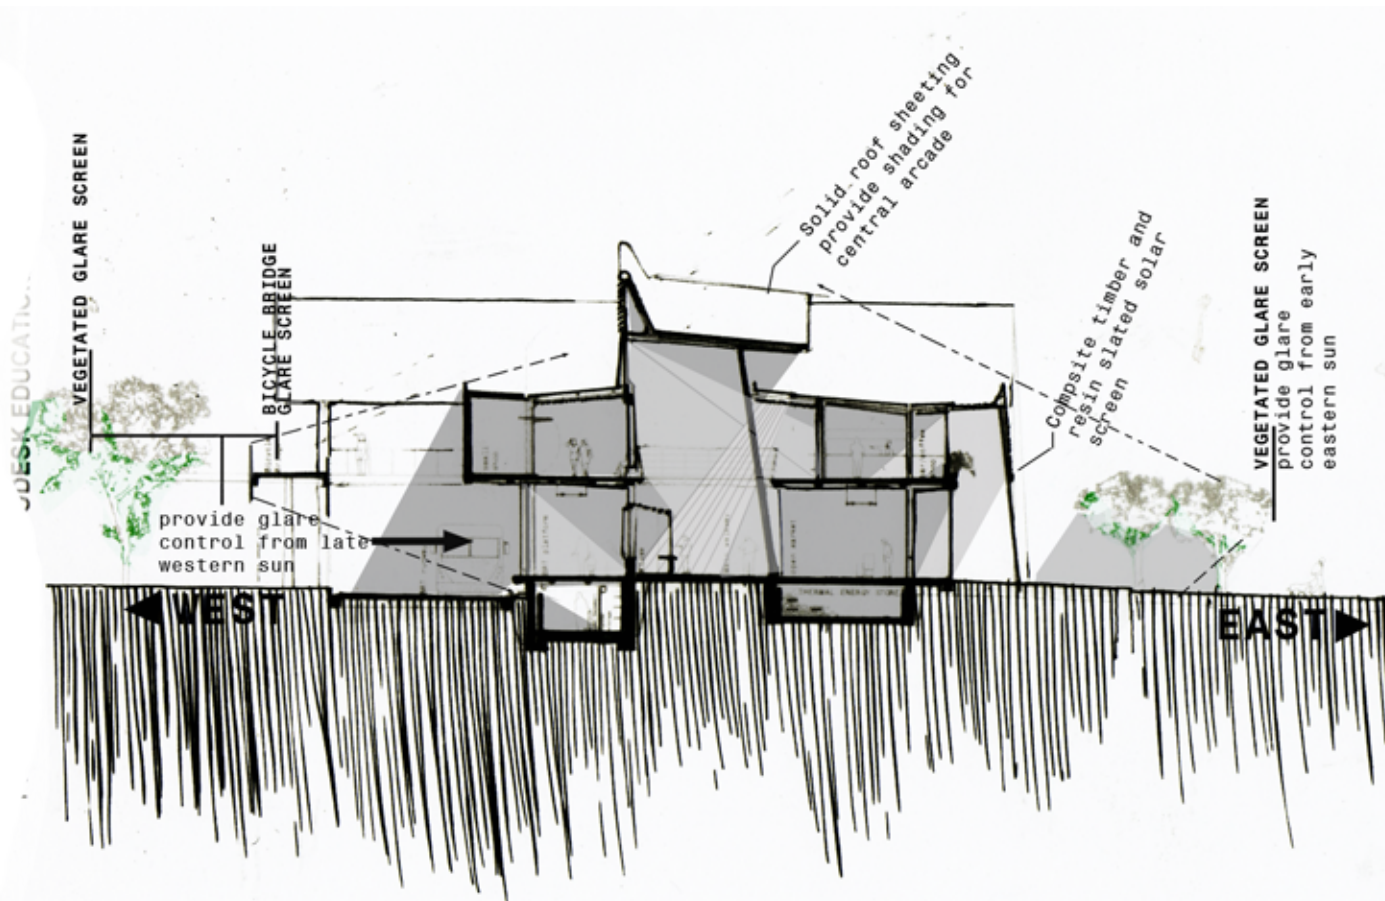 VEGETATED GLARE SCREEN
BICYCLE BRIDGE
GLARE SCREEN
provide glare
control from late
western sun
WEST
Solid roof sheeting
provide shading for
central arcade
Compsite timber and
resin slated solar
screen
VEGETATED GLARE SCREEN
provide glare
control from early
eastern sun
EAST
THERMAL ENERGY STORE